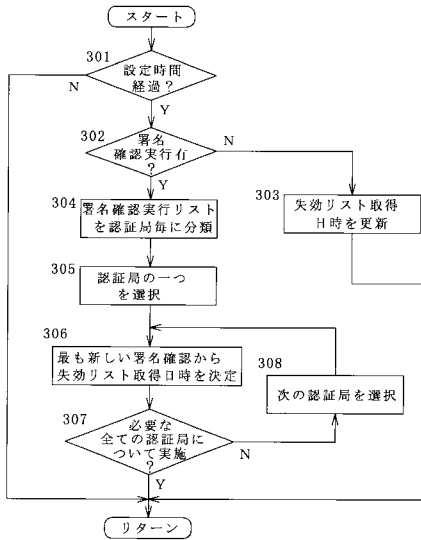 スタート
301
設定時間
経過?
N
Y
302
署名
確認実行有
?
N
Y
303
失効リスト取得
日時を更新
304
署名確認実行リスト
を認証局毎に分類
305
認証局の一つ
を選択
306
最も新しい署名確認から
失効リスト取得日時を決定
308
次の認証局を選択
307
必要な
全ての認証局に
ついて実施
?
N
Y
リターン